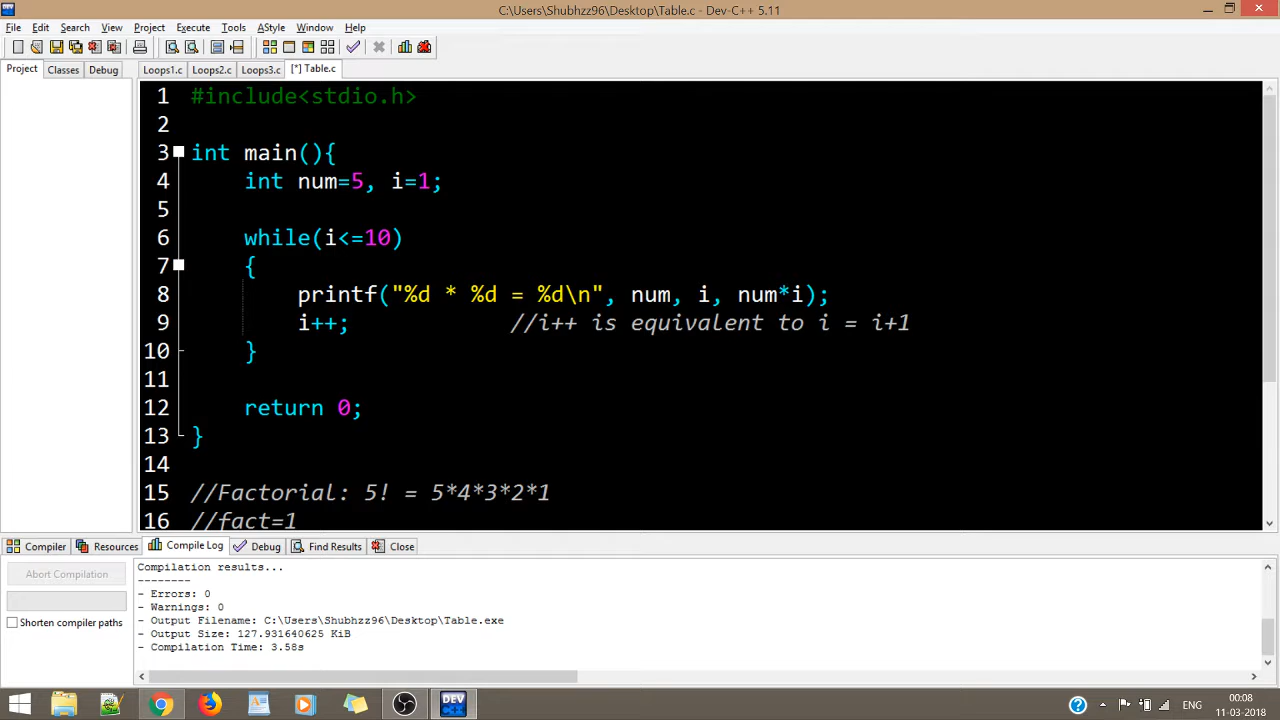 C:\Users\Shubhzz96\Desktop\Table.c - Dev-C++ 5.11
File Edit Search View Project Execute Tools AStyle Window Help
Project Classes Debug
Loops1.c Loops2.c Loops3.c [*] Table.c
1 #include<stdio.h>
2
3 int main(){
4 int num=5, i=1;
5
6 while(i<=10)
7 {
8 printf("%d * %d = %d\n", num, i, num*i);
9 i++; //i++ is equivalent to i = i+1
10 }
11
12 return 0;
13 }
14
15 //Factorial: 5! = 5*4*3*2*1
16 //fact=1
Compiler Resources Compile Log Debug Find Results Close
Abort Compilation
Shorten compiler paths
Compilation results...
--------
- Errors: 0
- Warnings: 0
- Output Filename: C:\Users\Shubhzz96\Desktop\Table.exe
- Output Size: 127.931640625 KiB
- Compilation Time: 3.58s
DEV
ENG
00:08
11-03-2018